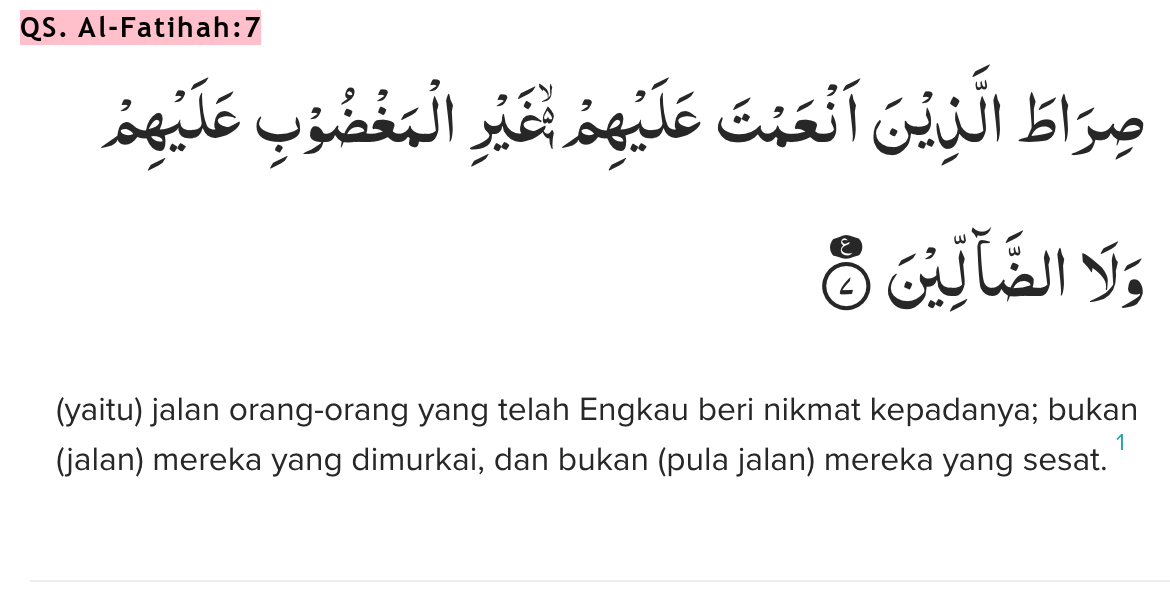 QS. Al-Fatihah:7
صِرَاطَ الَّذِيْنَ اَنْعَمْتَ عَلَيْهِمْ ەۙ غَيْرِ الْمَغْضُوْبِ عَلَيْهِمْ
وَلَا الضَّاۤلِّيْنَ ࣖ ٧
(yaitu) jalan orang-orang yang telah Engkau beri nikmat kepadanya; bukan
(jalan) mereka yang dimurkai, dan bukan (pula jalan) mereka yang sesat. 1